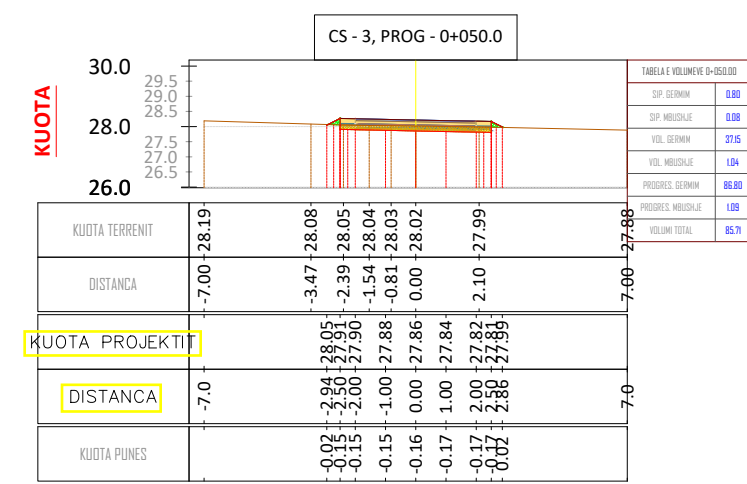 CS - 3, PROG - 0+050.0
KUOTA
30.0
29.5
29.0
28.5
28.0
27.5
27.0
26.5
26.0
TABELA E VOLUMEVE 0+050.00
SIP. GERMIM 0.80
SIP. MBUSHJE 0.08
VOL. GERMIM 37.15
VOL. MBUSHJE 1.04
PROGRES. GERMIM 86.80
PROGRES. MBUSHJE 1.09
VOLUMI TOTAL 85.71
KUOTA TERRENIT 28.19 28.08 28.05 28.04 28.03 28.02 27.99 27.88
DISTANCA -7.00 -3.47 -2.39 -1.54 -0.81 0.00 2.10 7.00
KUOTA PROJEKTIT 28.05 27.91 27.90 27.88 27.86 27.84 27.82 27.81 27.99
DISTANCA -7.0 -2.94 -2.50 -2.00 -1.00 0.00 1.00 2.00 2.50 2.86 7.0
KUOTA PUNES -0.02 -0.15 -0.15 -0.15 -0.16 -0.17 -0.17 -0.17 0.02